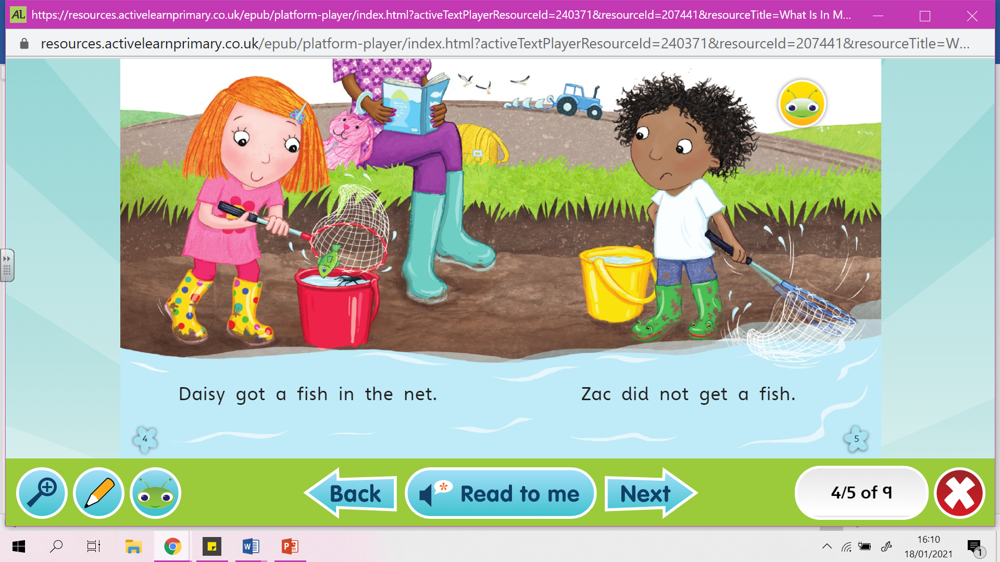 AL https://resources.activelearnprimary.co.uk/epub/platform-player/index.html?activeTextPlayerResourceId=240371&resourceId=207441&resourceTitle=What Is In M...
resources.activelearnprimary.co.uk/epub/platform-player/index.html?activeTextPlayerResourceId=240371&resourceId=207441&resourceTitle=W...
Daisy got a fish in the net.
Zac did not get a fish.
4
5
Back
Read to me
Next
4/5 of 9
16:10
18/01/2021
1